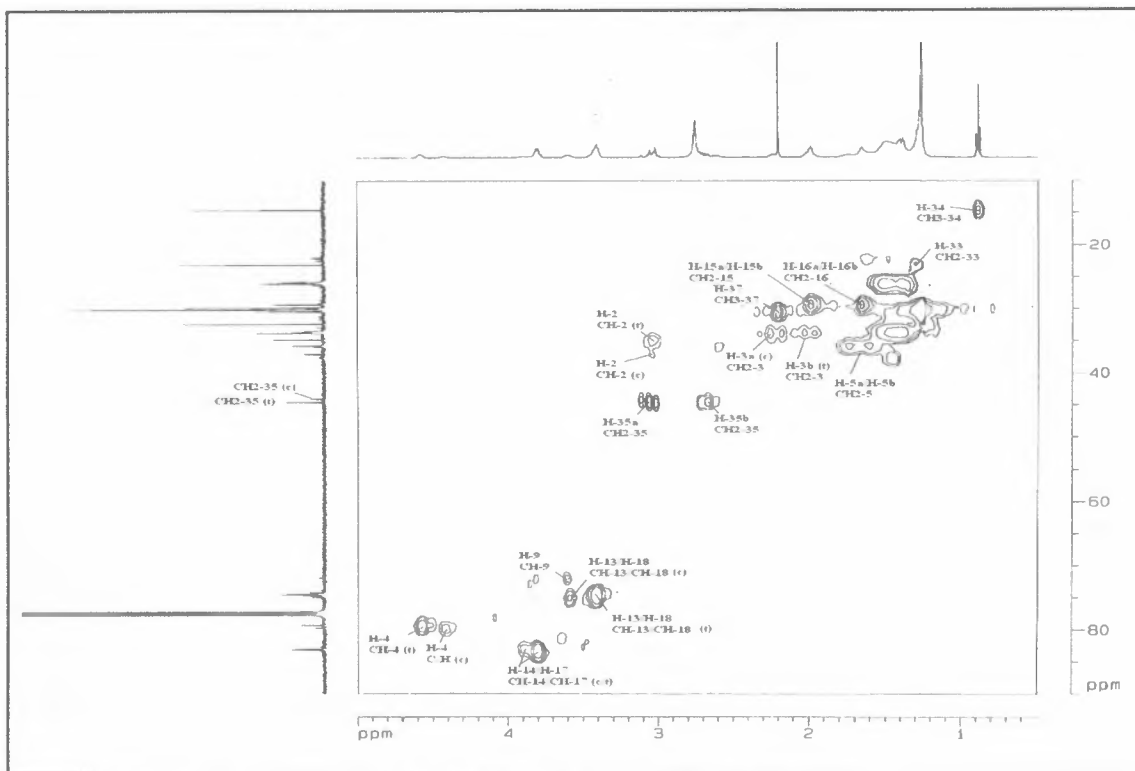 H-34
CH3-34
20
H-33
CH2-33
H-15a/H-15b
CH2-15
H-16a/H-16b
CH2-16
H-37
CH3-37
H-2
CH-2 (t)
H-2
CH-2 (c)
H-3a (c)
CH2-3
H-3b (t)
CH2-3
H-5a/H-5b
CH2-5
40
CH2-35 (c)
CH2-35 (t)
H-35a
CH2-35
H-35b
CH2-35
60
H-9
CH-9
H-13/H-18
CH-13/CH-18 (c)
H-13/H-18
CH-13/CH-18 (t)
H-4
CH-4 (t)
H-4
(c)
80
H-14/H-17
CH-14/CH-17
ppm
ppm 4 3 2 1